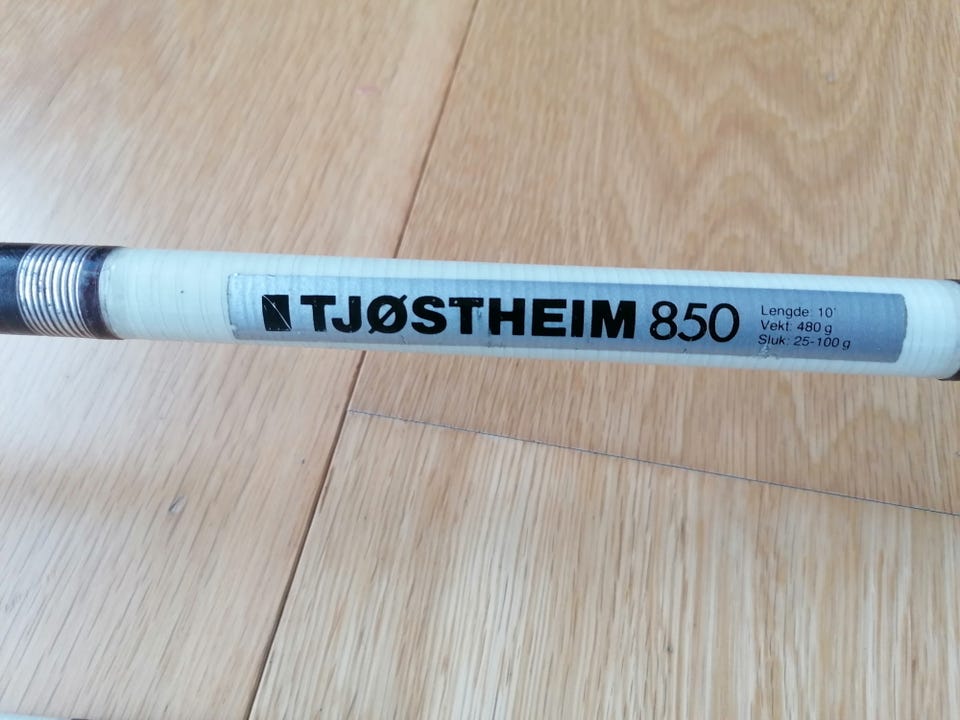 TJØSTHEIM 850
Lengde: 10'
Vekt: 480 g
Sluk: 25-100 g